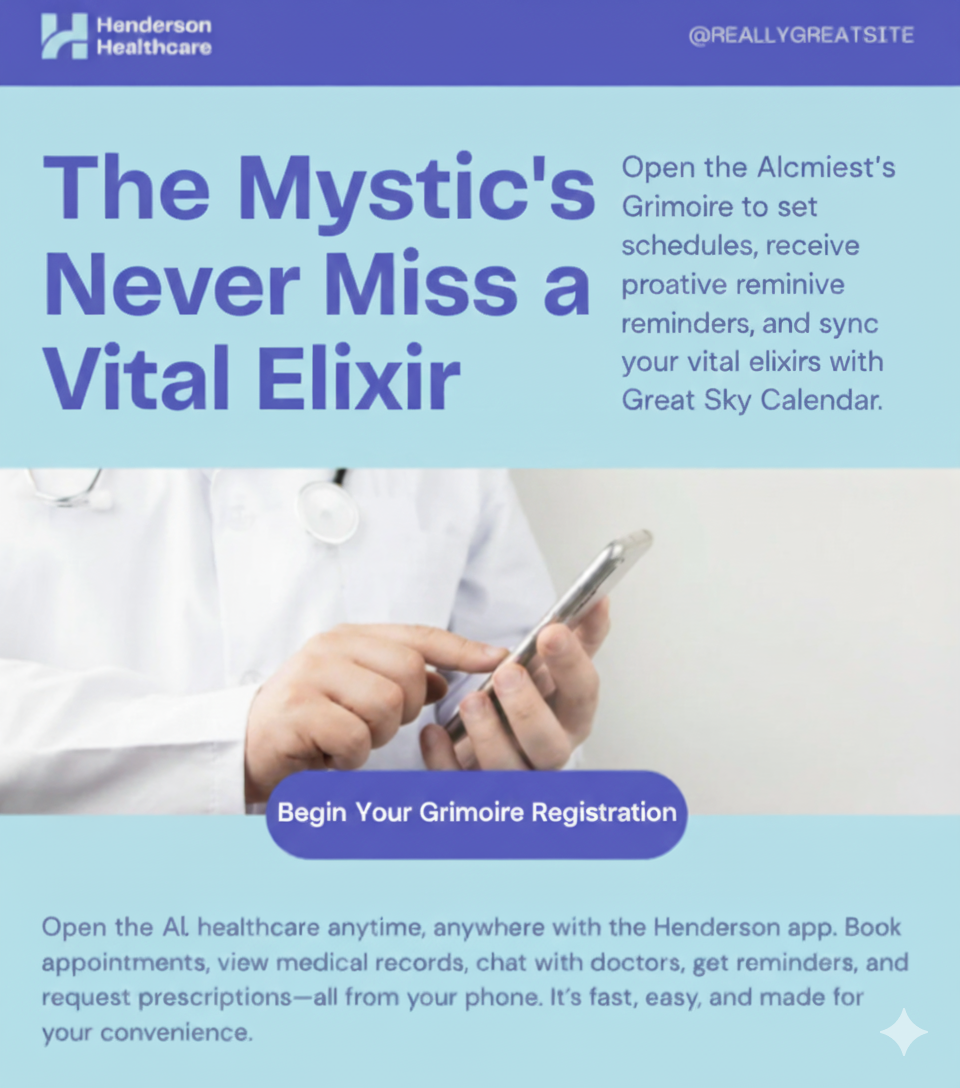 Henderson
Healthcare
@REALLYGREATSITE
The Mystic's
Never Miss a
Vital Elixir
Open the Alcmiest's
Grimoire to set
schedules, receive
proative reminive
reminders, and sync
your vital elixirs with
Great Sky Calendar.
Begin Your Grimoire Registration
Open the Al healthcare anytime, anywhere with the Henderson app. Book
appointments, view medical records, chat with doctors, get reminders, and
request prescriptions—all from your phone. It's fast, easy, and made for
your convenience.